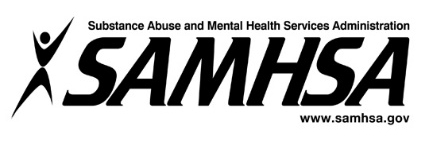 Substance Abuse and Mental Health Services Administration
SAMHSA
www.samhsa.gov